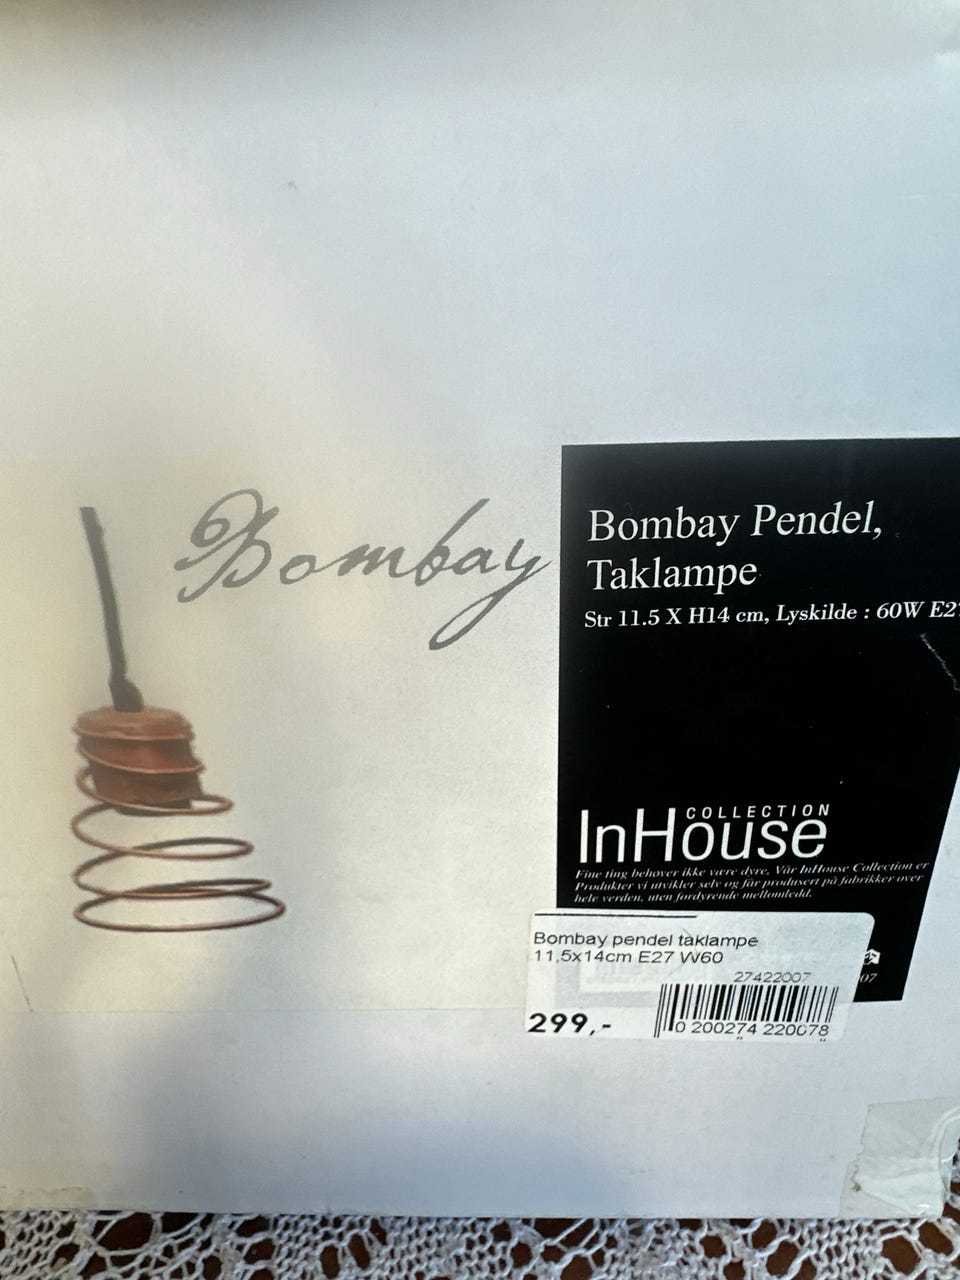 Bombay
Bombay Pendel,
Taklampe
Str 11.5 X H14 cm, Lyskilde : 60W E27
COLLECTION
InHouse
Fine ting behøver ikke være dyre. Vår InHouse Collection er
Produkter vi utvikler selv og får produsert på fabrikker over
hele verden, uten fordyrende mellomledd.
Bombay pendel taklampe
11,5x14cm E27 W60
27422007
07
299,-
0 200274 220078